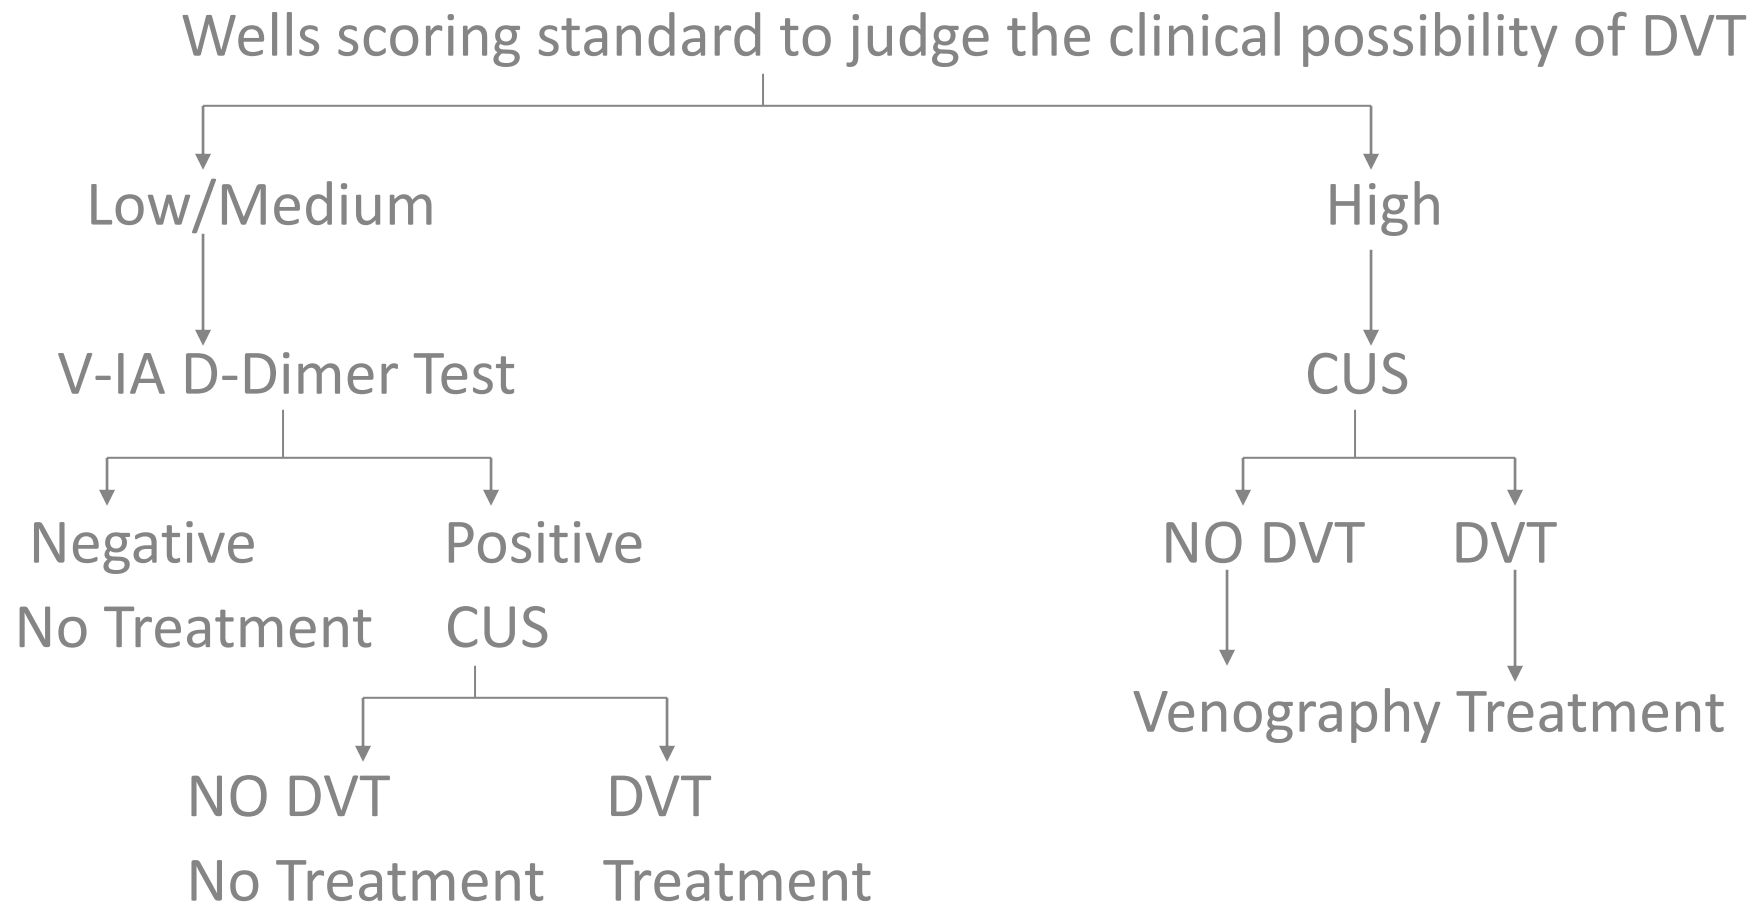 Wells scoring standard to judge the clinical possibility of DVT
Low/Medium
High
V-IA D-Dimer Test
CUS
Negative
Positive
NO DVT
DVT
No Treatment
CUS
Venography
Treatment
NO DVT
DVT
No Treatment
Treatment